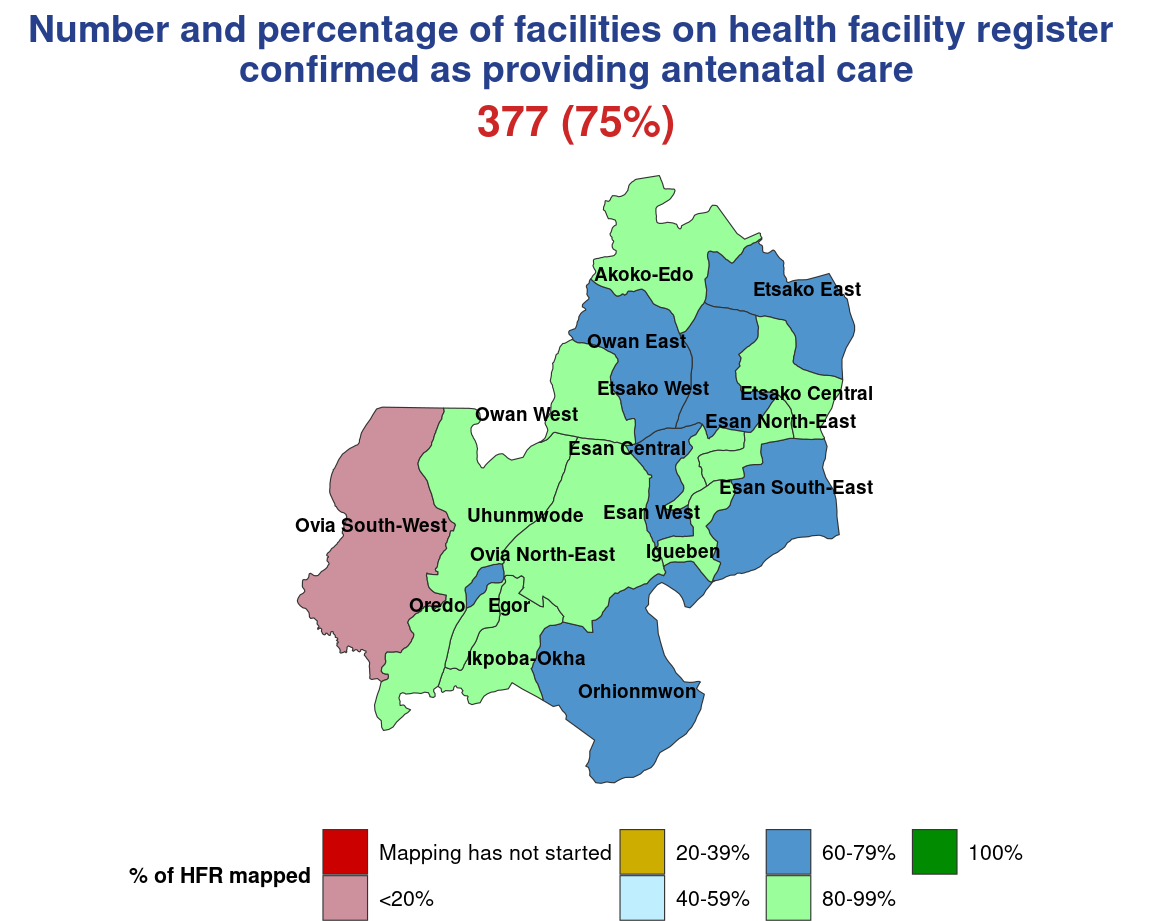 Number and percentage of facilities on health facility register
confirmed as providing antenatal care
377 (75%)
Akoko-Edo
Etsako East
Owan East
Etsako West
Etsako Central
Owan West
Esan North-East
Esan Central
Esan South-East
Esan West
Uhunmwode
Ovia South-West
Igueben
Ovia North-East
Oredo
Egor
Ikpoba-Okha
Orhionmwon
% of HFR mapped
Mapping has not started
<20%
20-39%
40-59%
60-79%
80-99%
100%